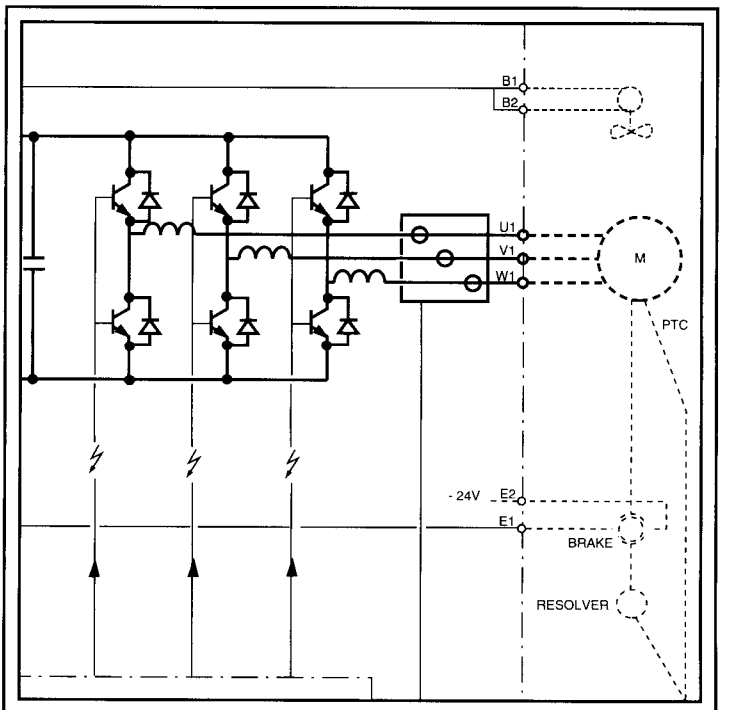 B1
B2
U1
V1
W1
M
PTC
- 24V E2
E1
BRAKE
RESOLVER